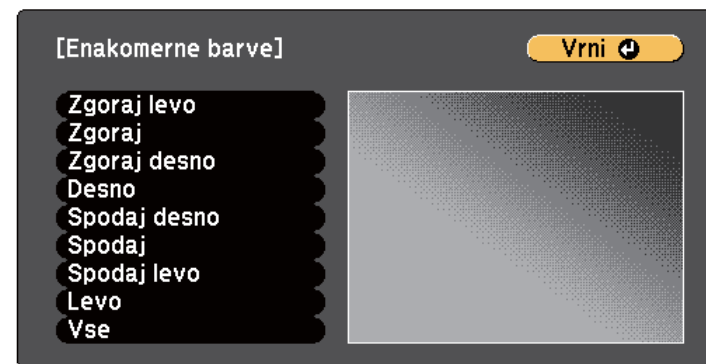 [Enakomerne barve]
Vrni
Zgoraj levo
Zgoraj
Zgoraj desno
Desno
Spodaj desno
Spodaj
Spodaj levo
Levo
Vse